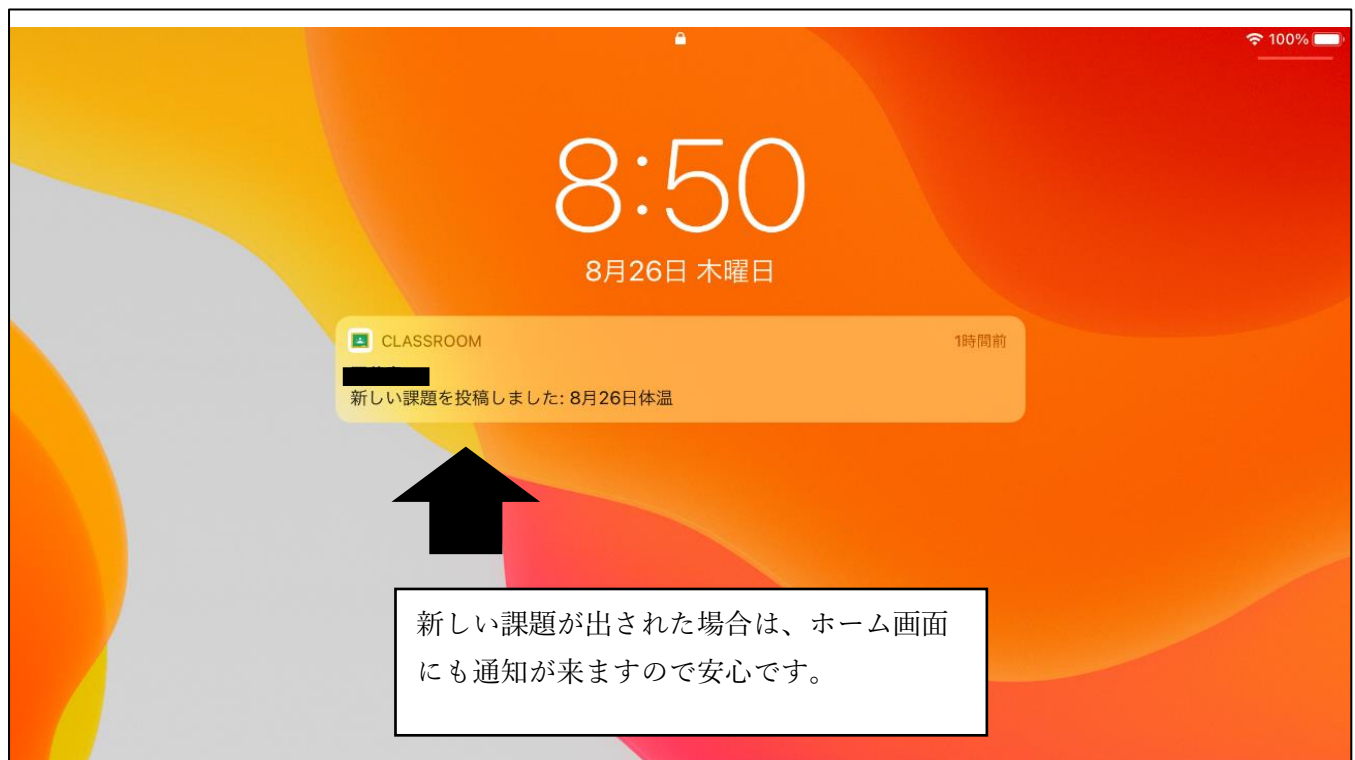 100%
8:50
8月26日 木曜日
CLASSROOM 1時間前
新しい課題を投稿しました: 8月26日体温
新しい課題が出された場合は、ホーム画面
にも通知が来ますので安心です。